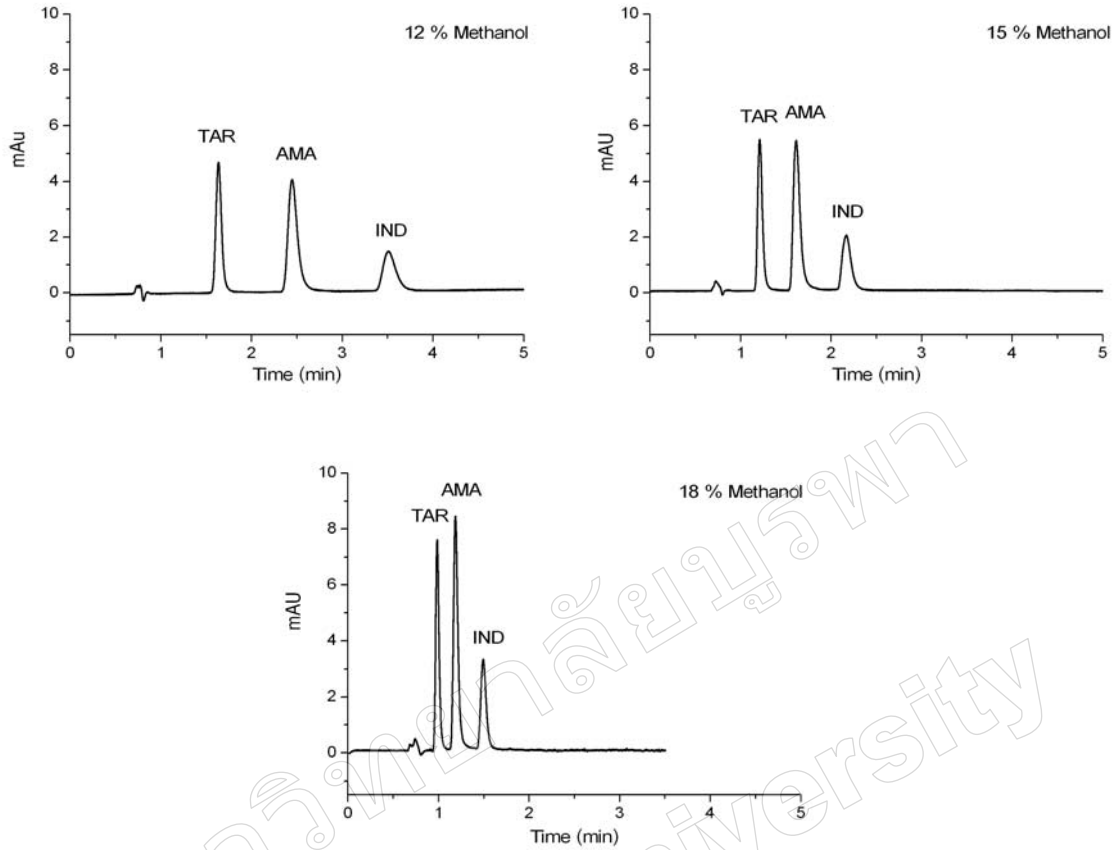 12 % Methanol
10
8
6
4
2
0
mAu
TAR
AMA
IND
0 1 2 3 4 5
Time (min)
15 % Methanol
10
8
6
4
2
0
mAU
TAR
AMA
IND
0 1 2 3 4 5
Time (min)
18 % Methanol
10
8
6
4
2
0
mAU
TAR
AMA
IND
0 1 2 3 4 5
Time (min)